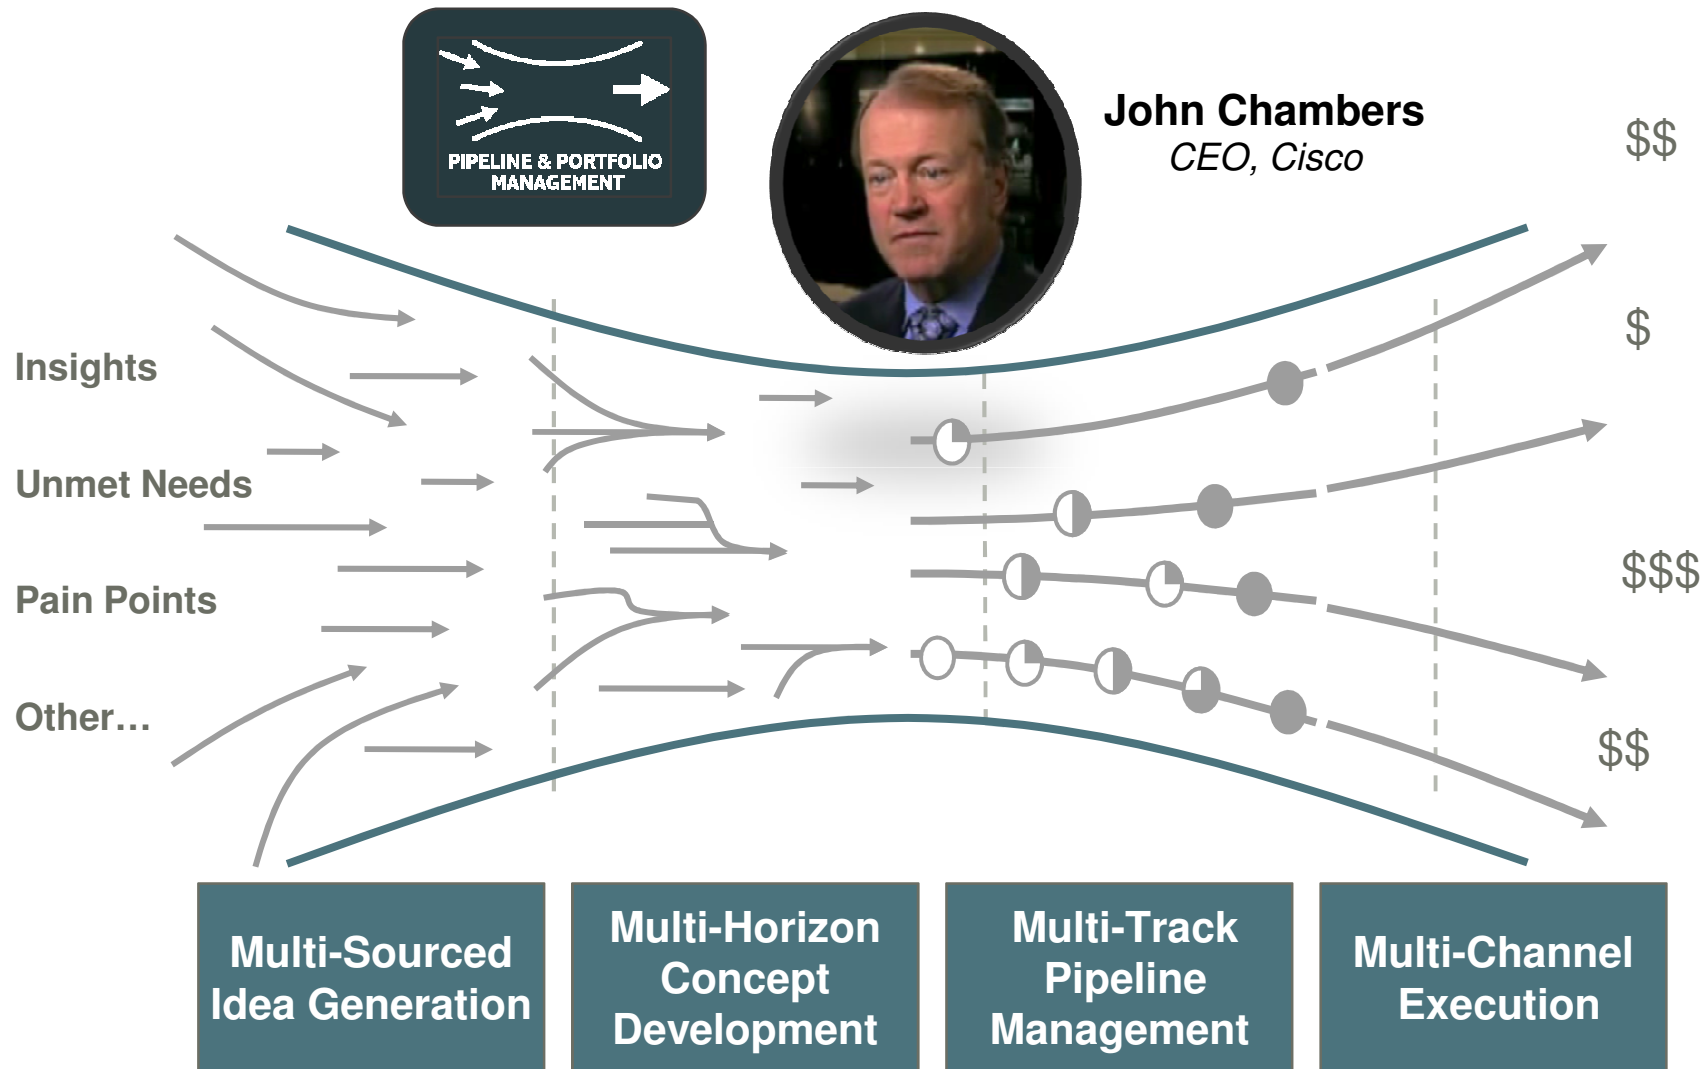 PIPELINE & PORTFOLIO
MANAGEMENT
John Chambers
CEO, Cisco
$$
$
Insights
Unmet Needs
$$$
Pain Points
Other…
$$
Multi-Sourced
Idea Generation
Multi-Horizon
Concept
Development
Multi-Track
Pipeline
Management
Multi-Channel
Execution